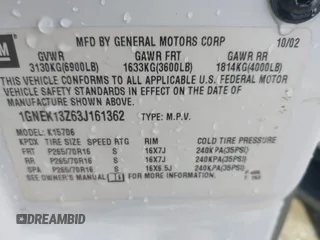 GM
MFD BY GENERAL MOTORS CORP 10/02
GVWR GAWR FRT GAWR RR
3130KG(6900LB) 1633KG(3600LB) 1814KG(4000LB)
THIS VEHICLE CONFORMS TO ALL APPLICABLE U.S. FEDERAL MOTOR
VEHICLE SAFETY STANDARDS IN EFFECT ON THE DATE OF
MANUFACTURE SHOWN ABOVE.
1GNEK13Z63J161362 TYPE: M.P.V.
MODEL: K15706
KPDX TIRE SIZE SPEED RTG RIM COLD TIRE PRESSURE
FRT P265/70R16 S 16X7J 240KPA(35PSI)
RR P265/70R16 S 16X7J 240KPA(35PSI)
SPA P265/70R16 S 16X6.5J 240KPA(35PSI)
SEE OWNER'S MANUAL FOR MORE INFORMATION.
© AutoBidMaster